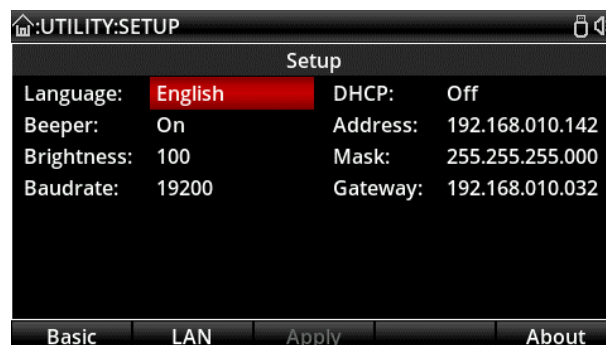 :UTILITY:SETUP
Setup
Language: English DHCP: Off
Beeper: On Address: 192.168.010.142
Brightness: 100 Mask: 255.255.255.000
Baudrate: 19200 Gateway: 192.168.010.032
Basic LAN Apply About